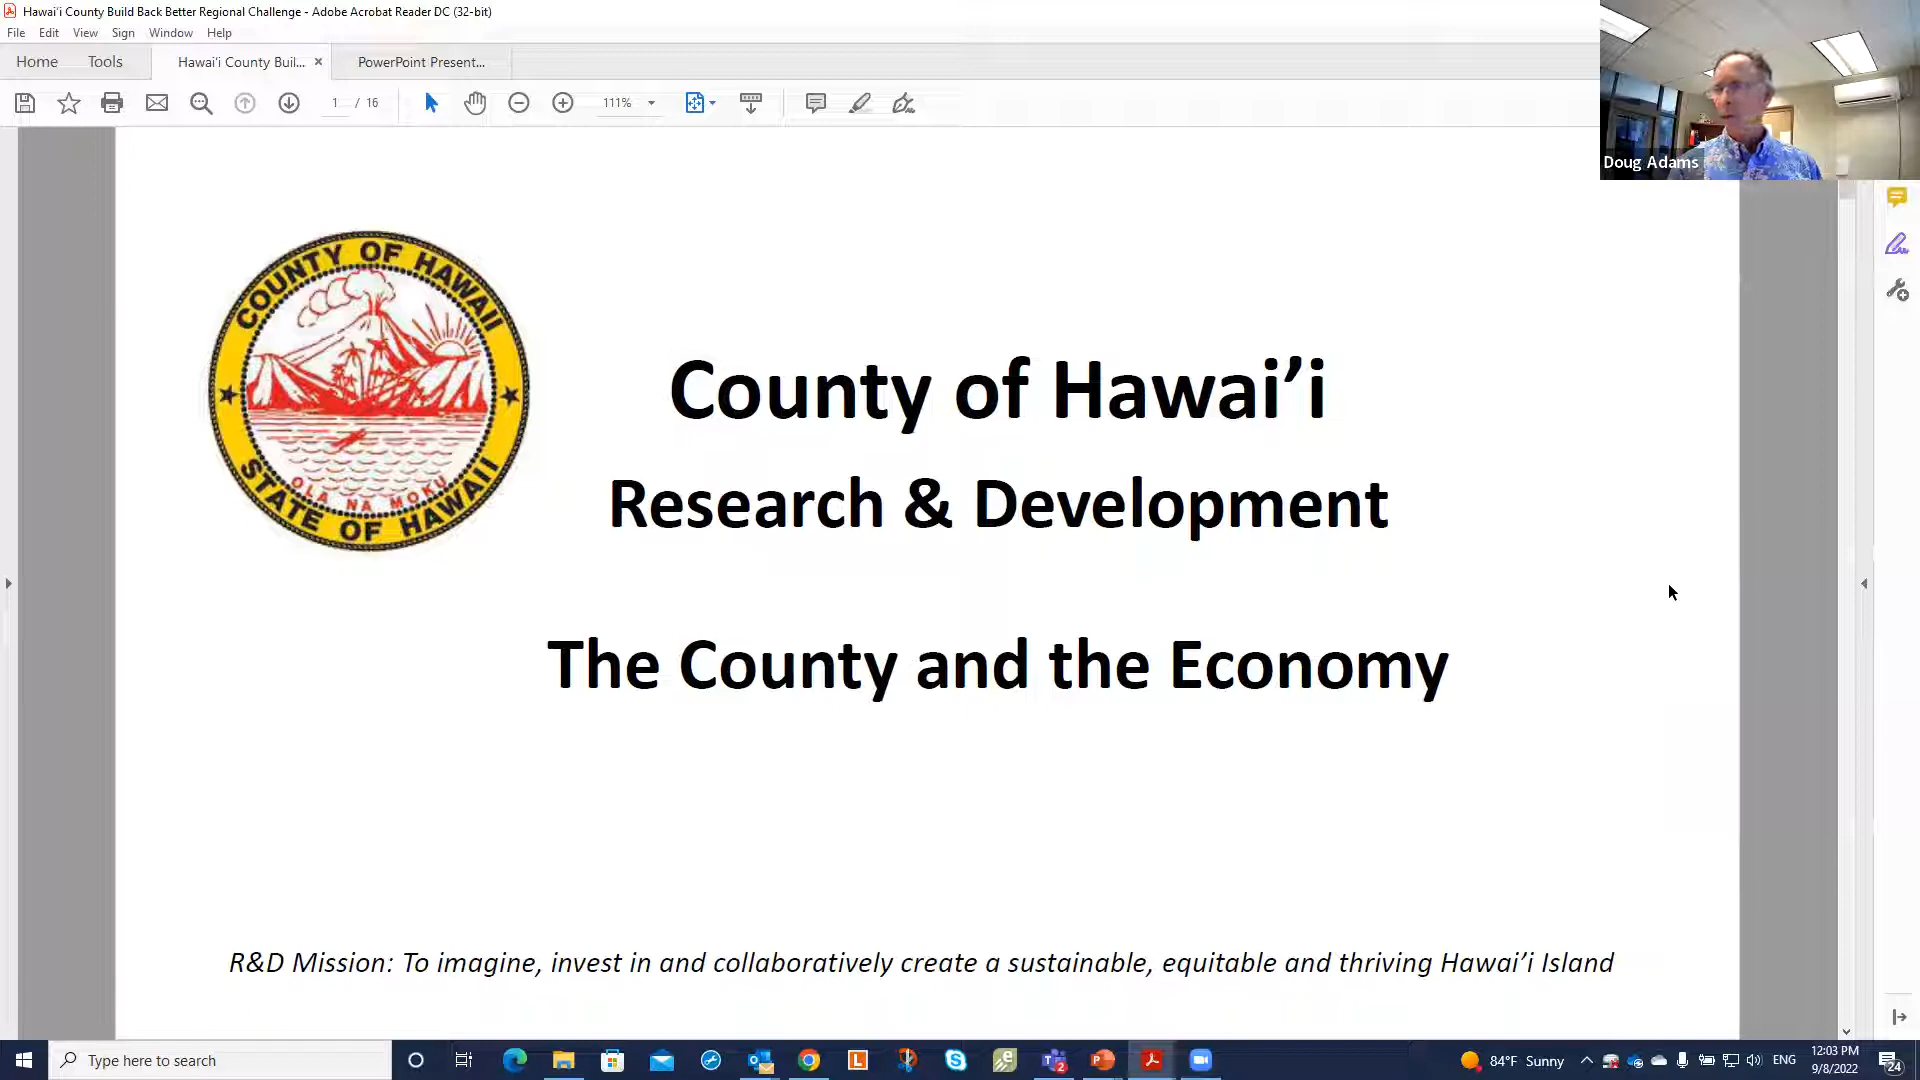 Hawai‘i County Build Back Better Regional Challenge - Adobe Acrobat Reader DC (32-bit)
File Edit View Sign Window Help
Home Tools Hawai‘i County Buil... × PowerPoint Present...
1 / 16 111%
Doug Adams
COUNTY OF HAWAII
OLA NA MOKU
STATE OF HAWAII
County of Hawai’i
Research & Development
The County and the Economy
R&D Mission: To imagine, invest in and collaboratively create a sustainable, equitable and thriving Hawai’i Island
Type here to search
84°F Sunny
ENG
12:03 PM
9/8/2022
24
2